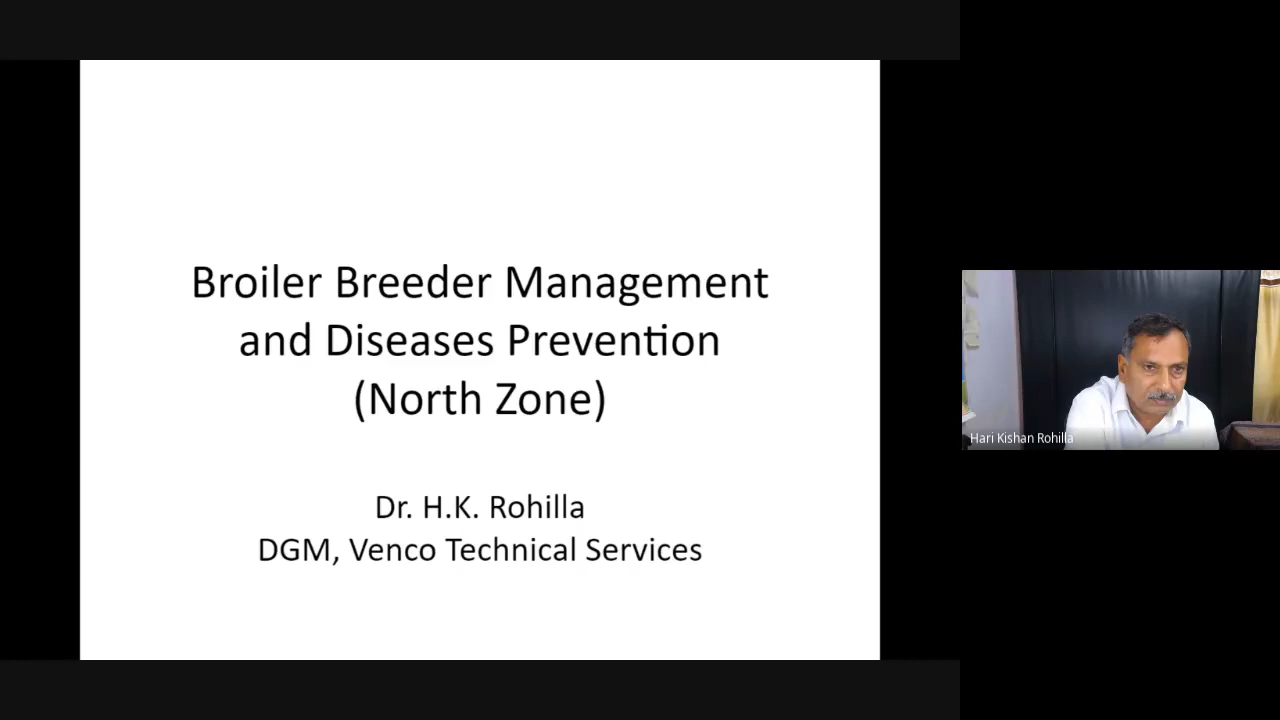 Broiler Breeder Management
and Diseases Prevention
(North Zone)
Dr. H.K. Rohilla
DGM, Venco Technical Services
Hari Kishan Rohilla